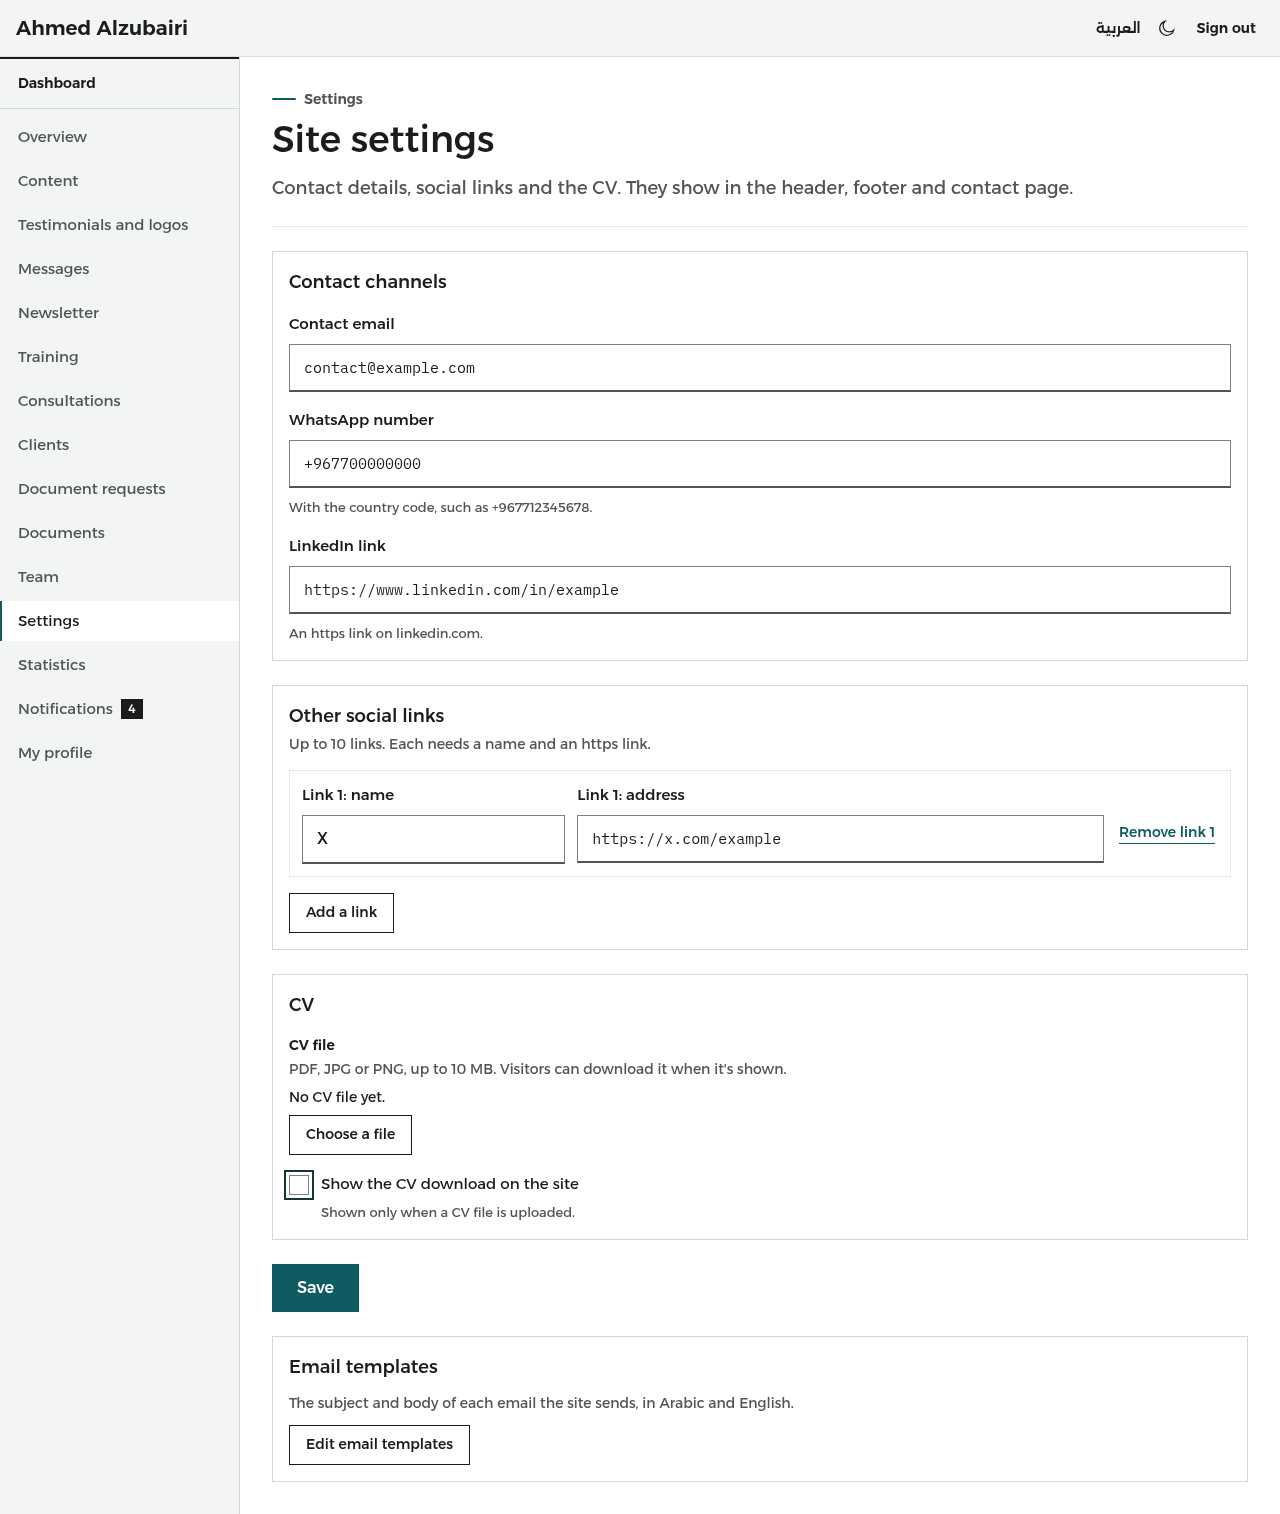 Ahmed Alzubairi
العربية
Sign out
Dashboard
Overview
Content
Testimonials and logos
Messages
Newsletter
Training
Consultations
Clients
Document requests
Documents
Team
Settings
Statistics
Notifications 4
My profile
Settings
Site settings
Contact details, social links and the CV. They show in the header, footer and contact page.
Contact channels
Contact email
contact@example.com
WhatsApp number
+967700000000
With the country code, such as +967712345678.
LinkedIn link
https://www.linkedin.com/in/example
An https link on linkedin.com.
Other social links
Up to 10 links. Each needs a name and an https link.
Link 1: name
Link 1: address
X
https://x.com/example
Remove link 1
Add a link
CV
CV file
PDF, JPG or PNG, up to 10 MB. Visitors can download it when it's shown.
No CV file yet.
Choose a file
Show the CV download on the site
Shown only when a CV file is uploaded.
Save
Email templates
The subject and body of each email the site sends, in Arabic and English.
Edit email templates